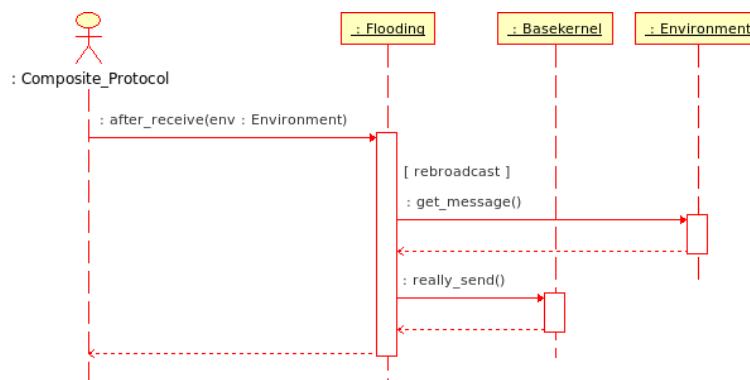 : Flooding
: Basekernel
: Environment
: Composite_Protocol
: after_receive(env : Environment)
[ rebroadcast ]
: get_message()
: really_send()